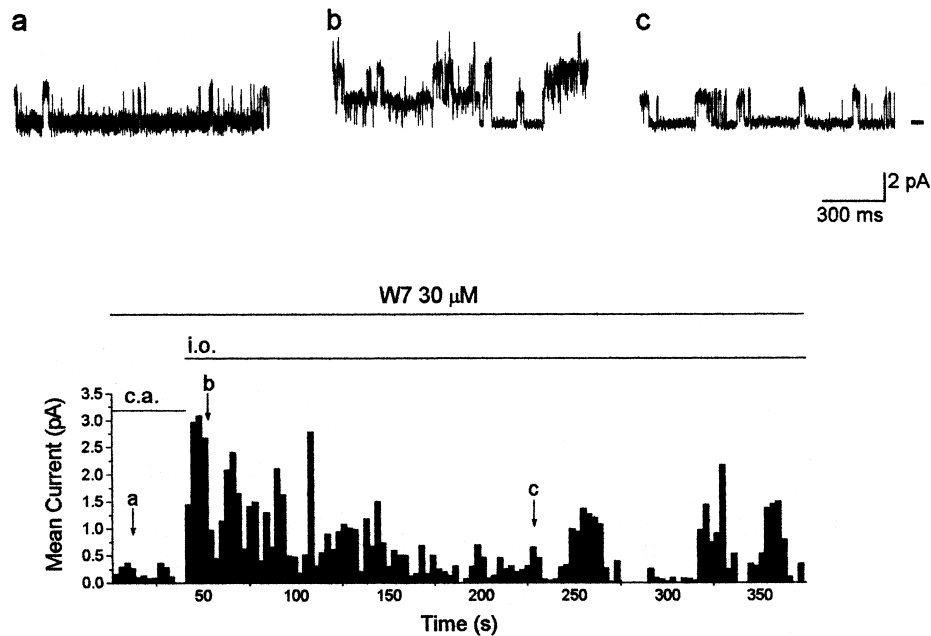 a
b
c
2 pA
300 ms
W7 30 μM
i.o.
c.a.
b
a
c
3.5
3.0
2.5
2.0
1.5
1.0
0.5
0.0
Mean Current (pA)
50
100
150
200
250
300
350
Time (s)